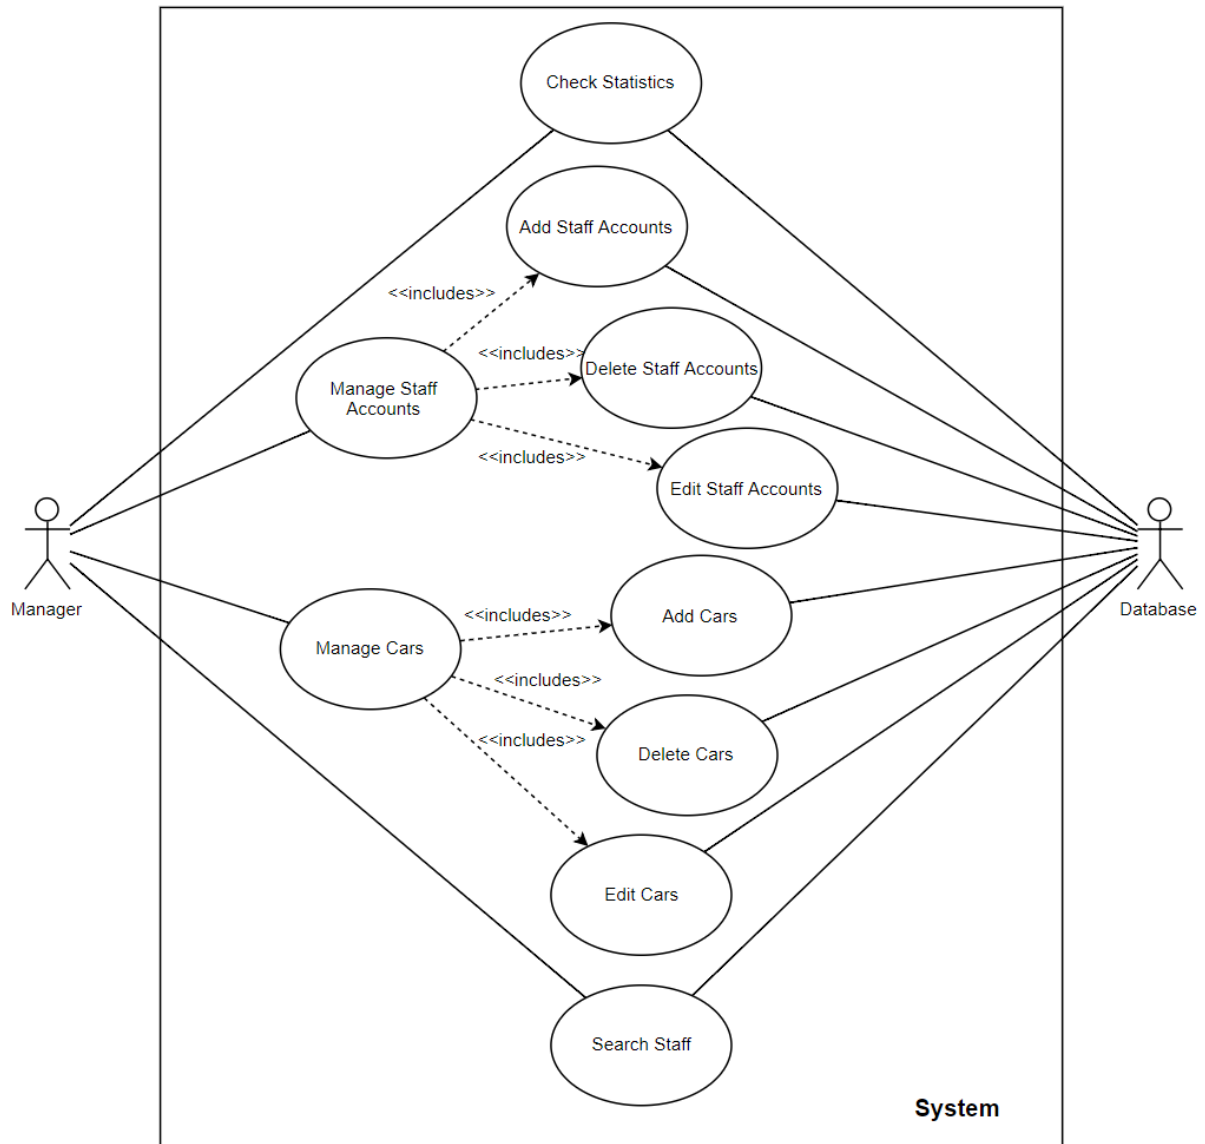 Check Statistics
Add Staff Accounts
<<includes>>
<<includes>>
Delete Staff Accounts
Manage Staff
Accounts
<<includes>>
Edit Staff Accounts
Manager
Database
<<includes>>
Add Cars
Manage Cars
<<includes>>
<<includes>>
Delete Cars
Edit Cars
Search Staff
System